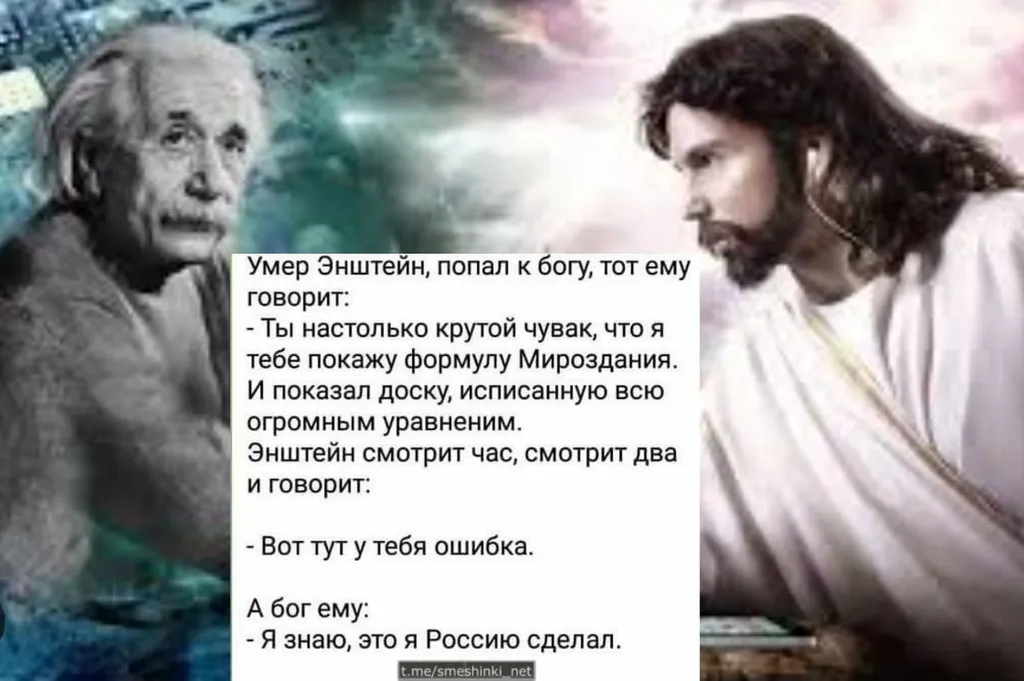 Умер Энштейн, попал к богу, тот ему
говорит:
- Ты настолько крутой чувак, что я
тебе покажу формулу Мироздания.
И показал доску, исписанную всю
огромным уравненим.
Энштейн смотрит час, смотрит два
и говорит:
- Вот тут у тебя ошибка.
А бог ему:
- Я знаю, это я Россию сделал.
t.me/smeshinki_net